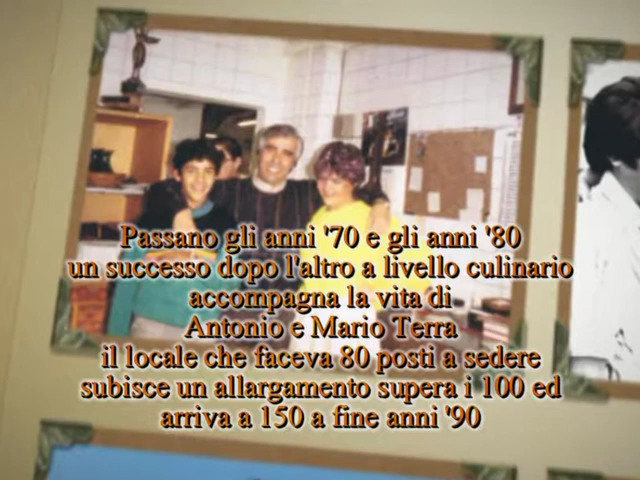 Passano gli anni '70 e gli anni '80
un successo dopo l'altro a livello culinario
accompagna la vita di
Antonio e Mario Terra
il locale che faceva 80 posti a sedere
subisce un allargamento supera i 100 ed
arriva a 150 a fine anni '90